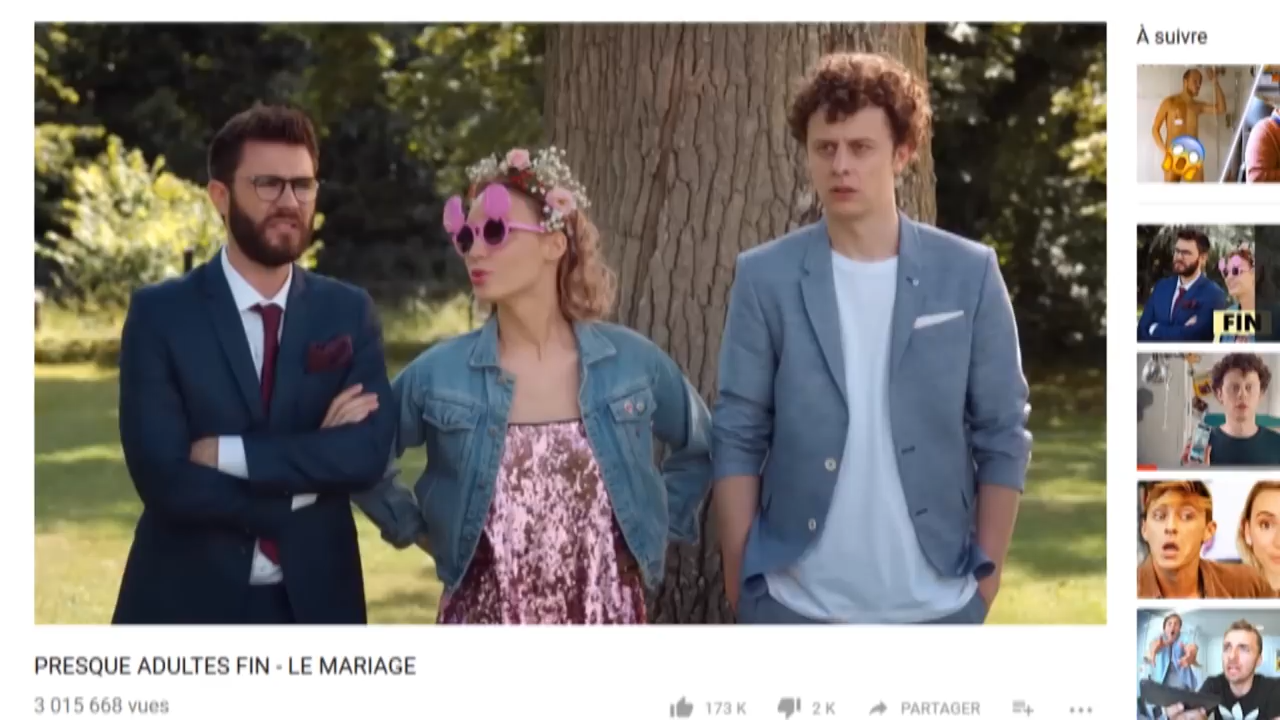 À suivre
FIN
PRESQUE ADULTES FIN - LE MARIAGE
3 015 668 vues
173 K
2 K
PARTAGER